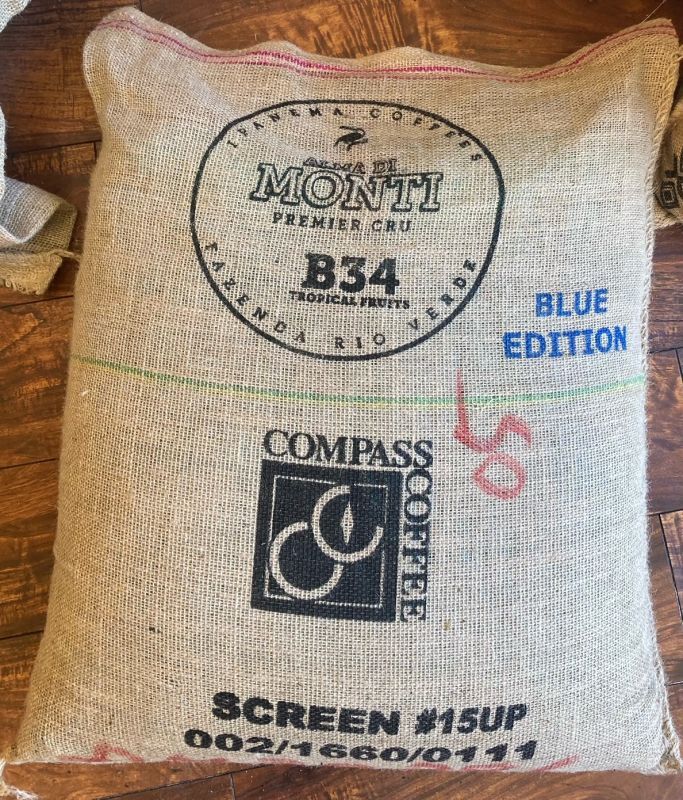 IPANEMA COFFEES
ALMA DI
MONTI
PREMIER CRU
B34
TROPICAL FRUITS
FAZENDA RIO VERDE
BLUE
EDITION
05
COMPASS
COFFEE
SCREEN #15UP
002/1660/0111